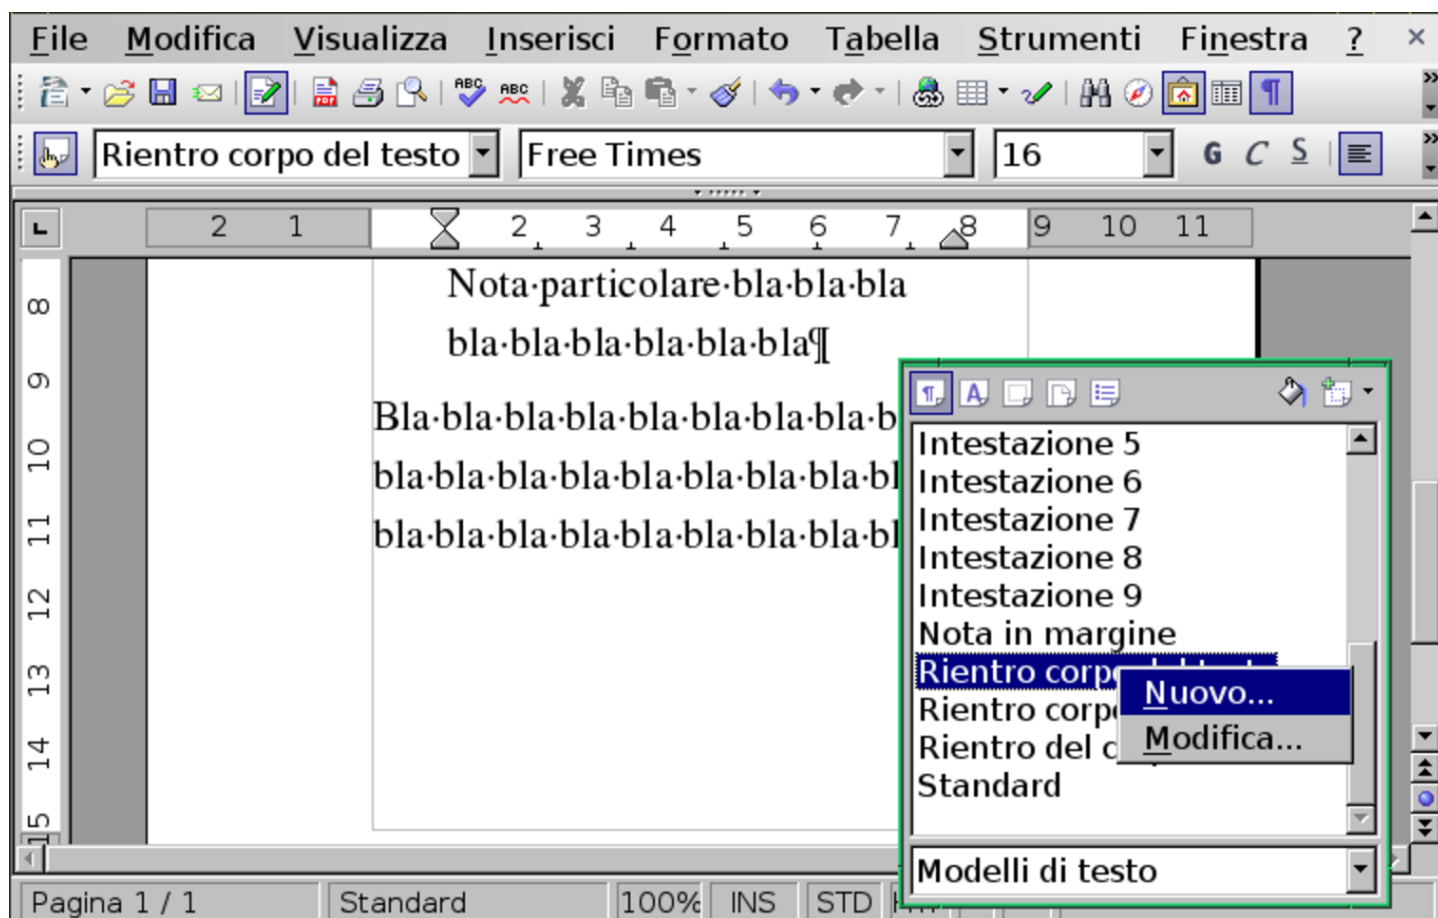 File Modifica Visualizza Inserisci Formato Tabella Strumenti Finestra ?
Rientro corpo del testo Free Times 16 G C S
2 1 2 3 4 5 6 7 8 9 10 11
Nota·particolare·bla·bla·bla
bla·bla·bla·bla·bla·bla¶
Bla·bla·bla·bla·bla·bla·bla·b
bla·bla·bla·bla·bla·bla·bla·bl
bla·bla·bla·bla·bla·bla·bla·bl
8
9
10
11
12
13
14
15
Intestazione 5
Intestazione 6
Intestazione 7
Intestazione 8
Intestazione 9
Nota in margine
Rientro corpo del testo
Rientro corpo
Rientro del c
Standard
Nuovo...
Modifica...
Modelli di testo
Pagina 1 / 1 Standard 100% INS STD